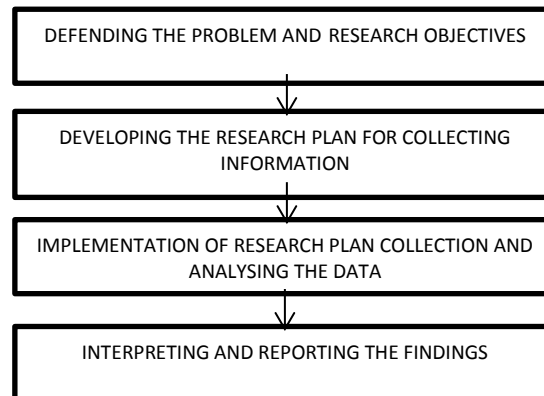 DEFENDING THE PROBLEM AND RESEARCH OBJECTIVES
DEVELOPING THE RESEARCH PLAN FOR COLLECTING
INFORMATION
IMPLEMENTATION OF RESEARCH PLAN COLLECTION AND
ANALYSING THE DATA
INTERPRETING AND REPORTING THE FINDINGS